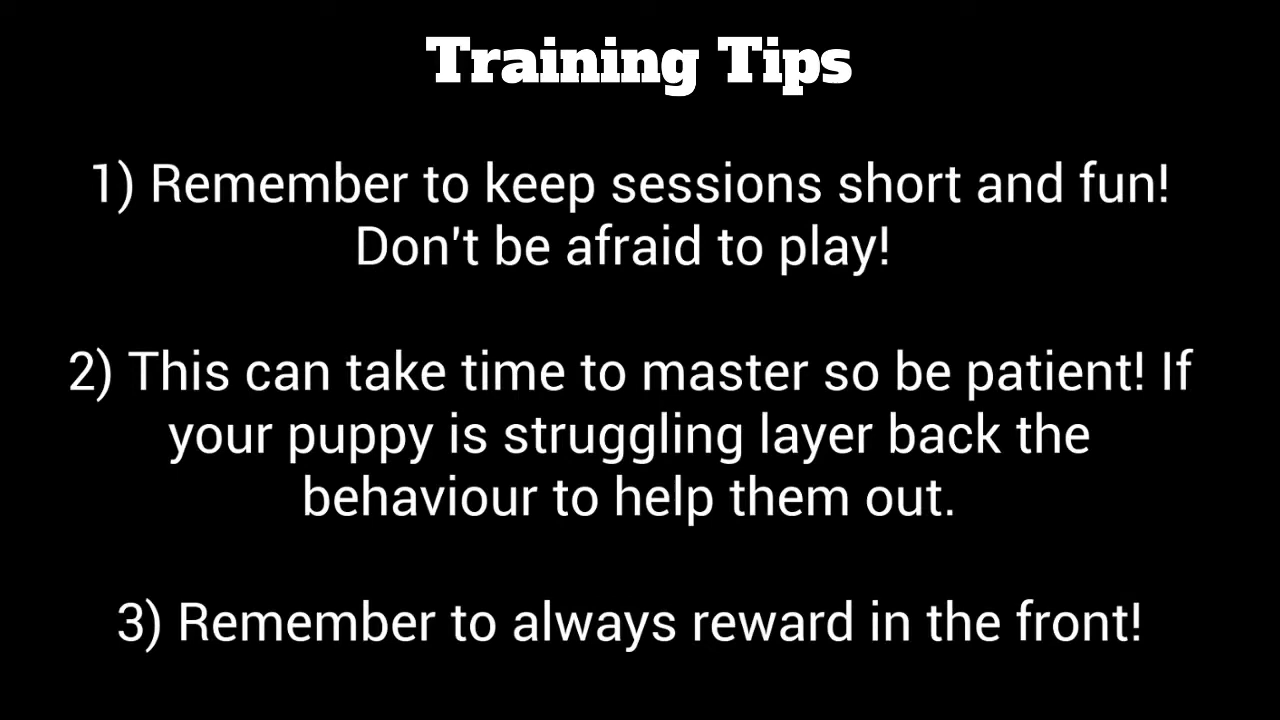 Training Tips
1) Remember to keep sessions short and fun!
Don't be afraid to play!
2) This can take time to master so be patient! If
your puppy is struggling layer back the
behaviour to help them out.
3) Remember to always reward in the front!